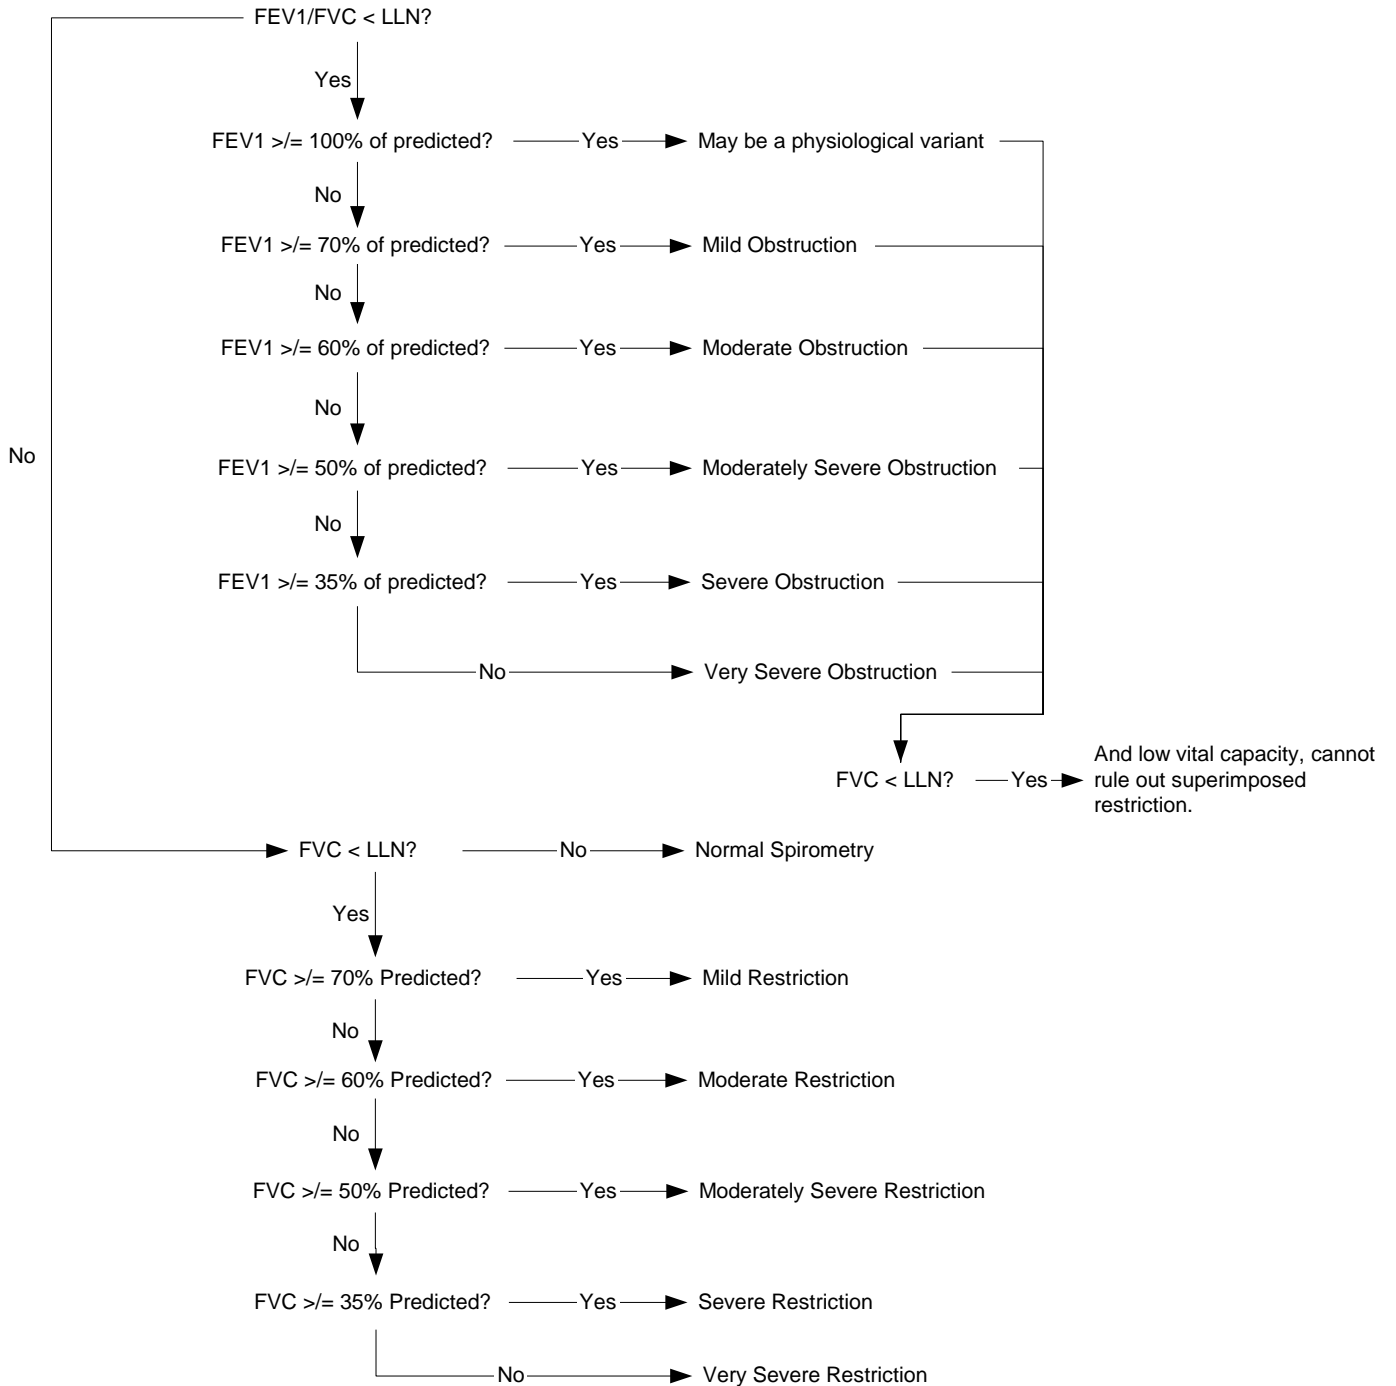 FEV1/FVC < LLN?
Yes
FEV1 >/= 100% of predicted?
Yes
May be a physiological variant
No
FEV1 >/= 70% of predicted?
Yes
Mild Obstruction
No
FEV1 >/= 60% of predicted?
Yes
Moderate Obstruction
No
No
FEV1 >/= 50% of predicted?
Yes
Moderately Severe Obstruction
No
FEV1 >/= 35% of predicted?
Yes
Severe Obstruction
No
Very Severe Obstruction
FVC < LLN?
Yes
And low vital capacity, cannot
rule out superimposed
restriction.
FVC < LLN?
No
Normal Spirometry
Yes
FVC >/= 70% Predicted?
Yes
Mild Restriction
No
FVC >/= 60% Predicted?
Yes
Moderate Restriction
No
FVC >/= 50% Predicted?
Yes
Moderately Severe Restriction
No
FVC >/= 35% Predicted?
Yes
Severe Restriction
No
Very Severe Restriction